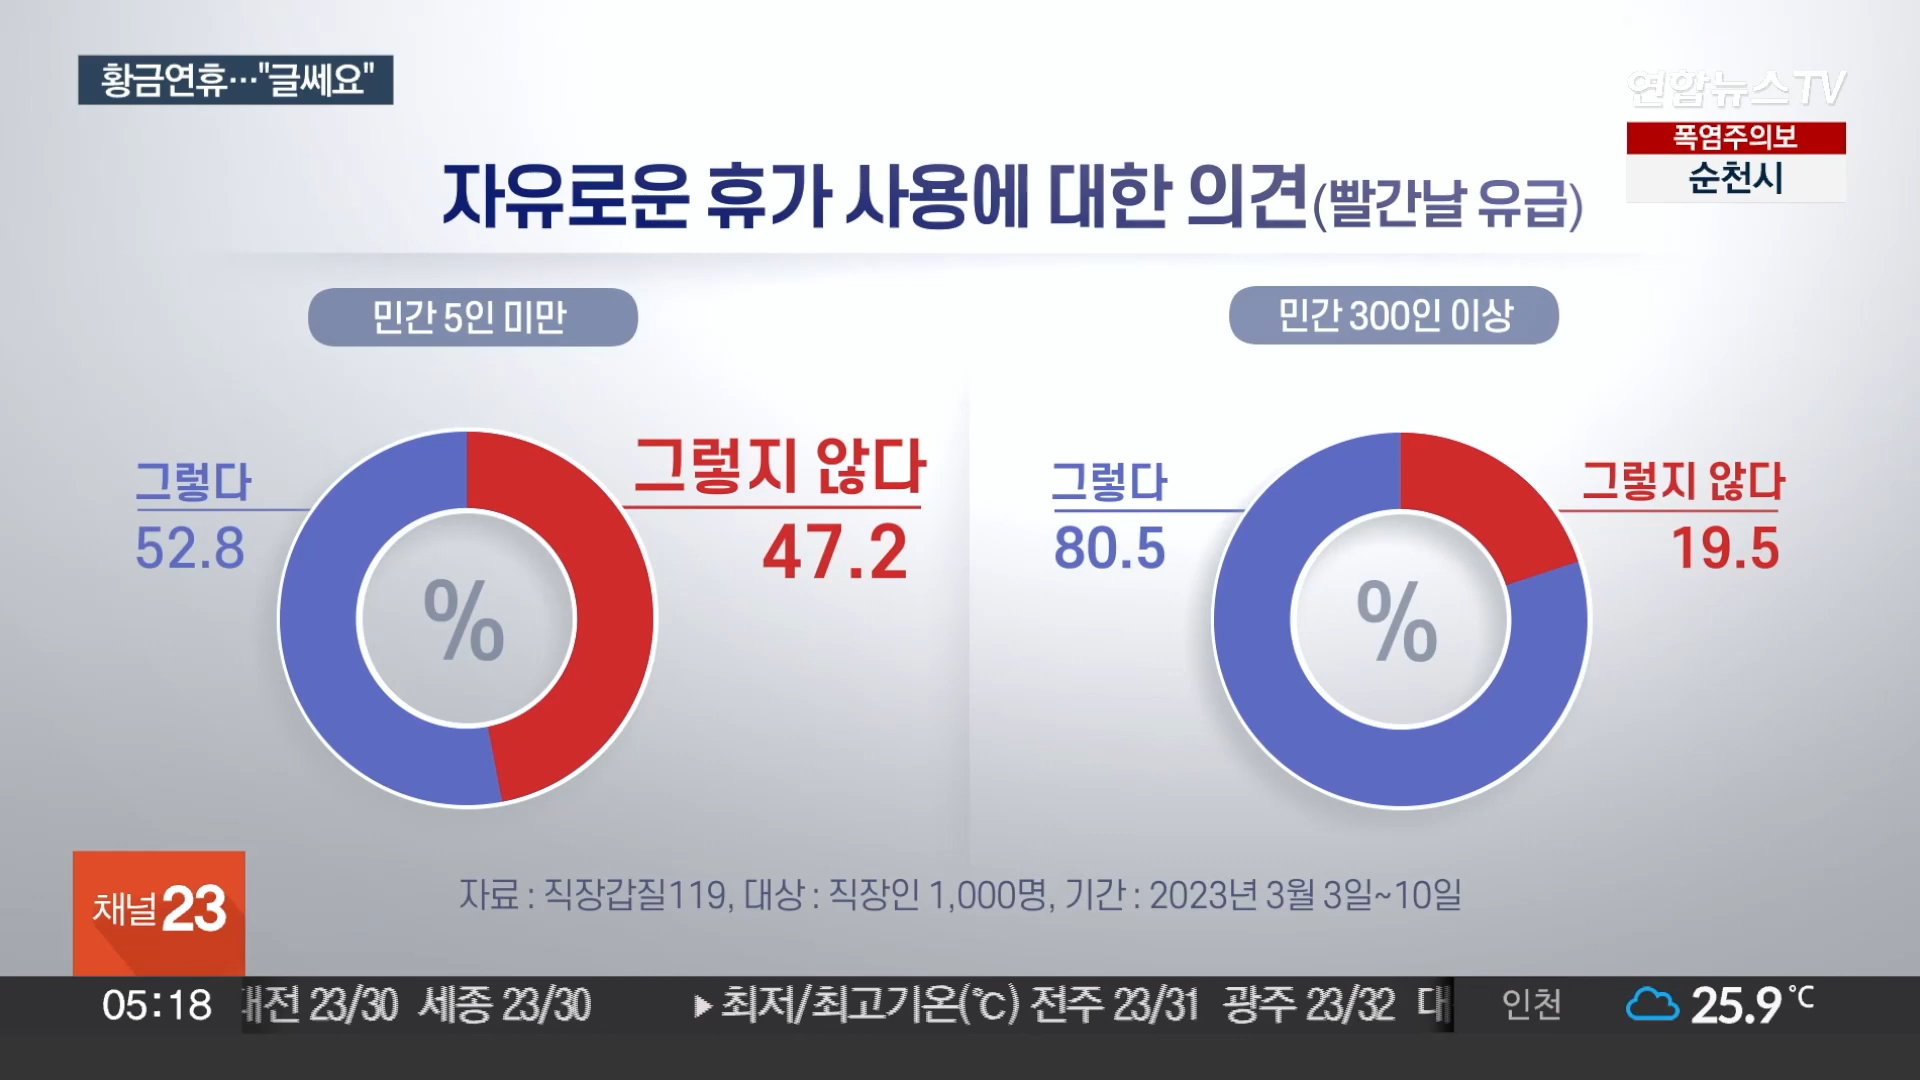 황금연휴…"글쎄요"
연합뉴스TV
폭염주의보
순천시
자유로운 휴가 사용에 대한 의견(빨간날 유급)
민간 5인 미만
민간 300인 이상
그렇다
52.8
그렇지 않다
47.2
%
그렇다
80.5
그렇지 않다
19.5
%
자료 : 직장갑질119, 대상 : 직장인 1,000명, 기간 : 2023년 3월 3일~10일
채널 23
05:18 대전 23/30 세종 23/30 ▶최저/최고기온(℃) 전주 23/31 광주 23/32 인천 25.9℃